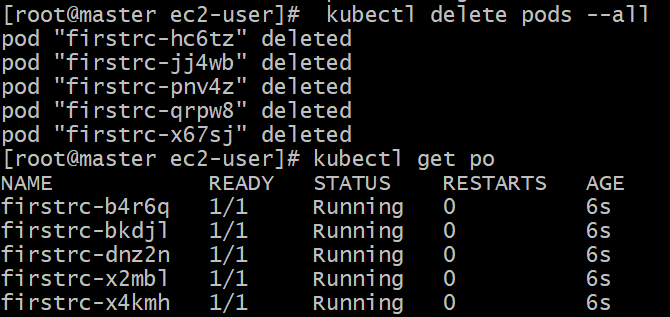 [root@master ec2-user]#  kubectl delete pods --all
pod "firstrc-hc6tz" deleted
pod "firstrc-jj4wb" deleted
pod "firstrc-pnv4z" deleted
pod "firstrc-qrpw8" deleted
pod "firstrc-x67sj" deleted
[root@master ec2-user]# kubectl get po
NAME            READY   STATUS    RESTARTS   AGE
firstrc-b4r6q   1/1     Running   0          6s
firstrc-bkdjl   1/1     Running   0          6s
firstrc-dnz2n   1/1     Running   0          6s
firstrc-x2mbl   1/1     Running   0          6s
firstrc-x4kmh   1/1     Running   0          6s